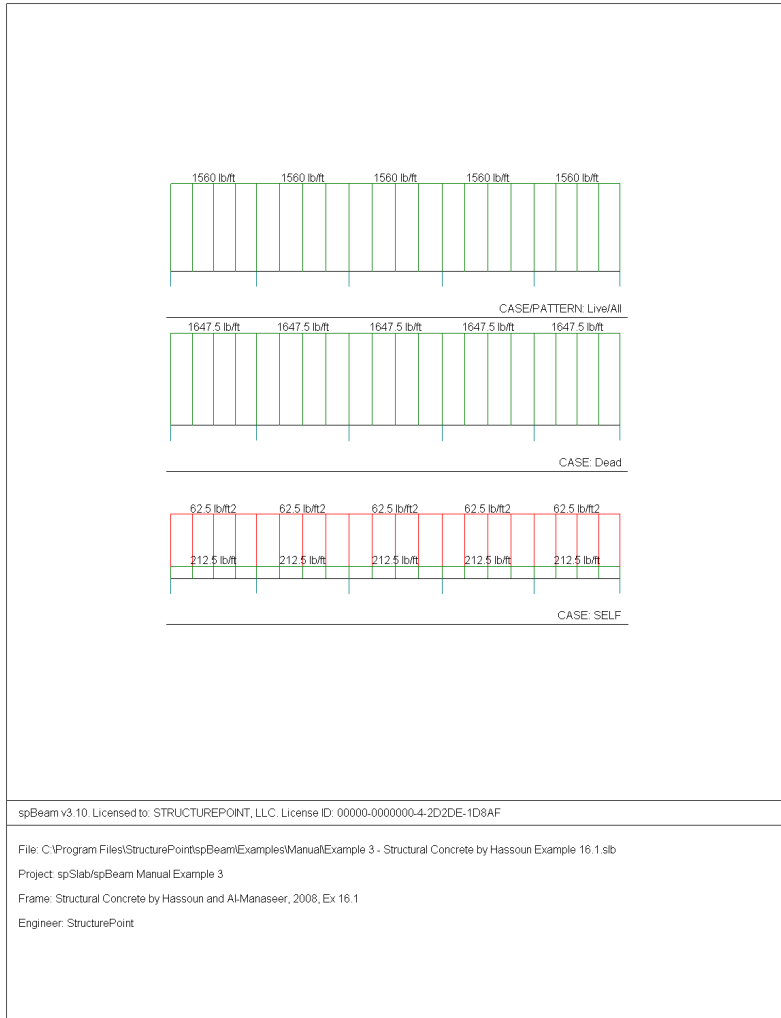 1560 lb/ft 1560 lb/ft 1560 lb/ft 1560 lb/ft 1560 lb/ft
CASE/PATTERN: Live/All
1647.5 lb/ft 1647.5 lb/ft 1647.5 lb/ft 1647.5 lb/ft 1647.5 lb/ft
CASE: Dead
62.5 lb/ft2 62.5 lb/ft2 62.5 lb/ft2 62.5 lb/ft2 62.5 lb/ft2
212.5 lb/ft 212.5 lb/ft 212.5 lb/ft 212.5 lb/ft 212.5 lb/ft
CASE: SELF
spBeam v3.10. Licensed to: STRUCTUREPOINT, LLC. License ID: 00000-0000000-4-2D2DE-1D8AF
File: C:\Program Files\StructurePoint\spBeam\Examples\Manual\Example 3 - Structural Concrete by Hassoun Example 16.1.slb
Project: spSlab/spBeam Manual Example 3
Frame: Structural Concrete by Hassoun and Al-Manaseer, 2008, Ex 16.1
Engineer: StructurePoint